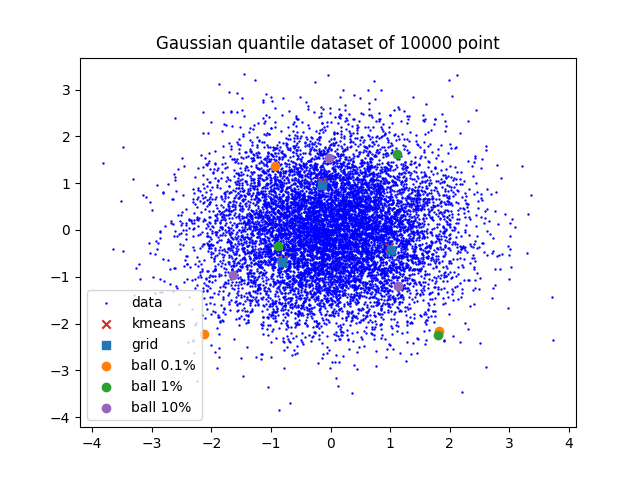 Gaussian quantile dataset of 10000 point
3
2
1
0
−1
−2
−3
−4
data
kmeans
grid
ball 0.1%
ball 1%
ball 10%
−4 −3 −2 −1 0 1 2 3 4